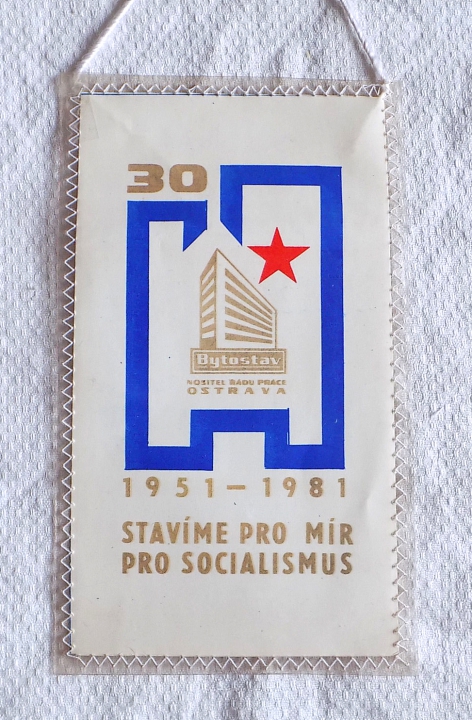 30
Bytostav
NOSITEL ŘÁDU PRÁCE
OSTRAVA
1951–1981
STAVÍME PRO MÍR
PRO SOCIALISMUS